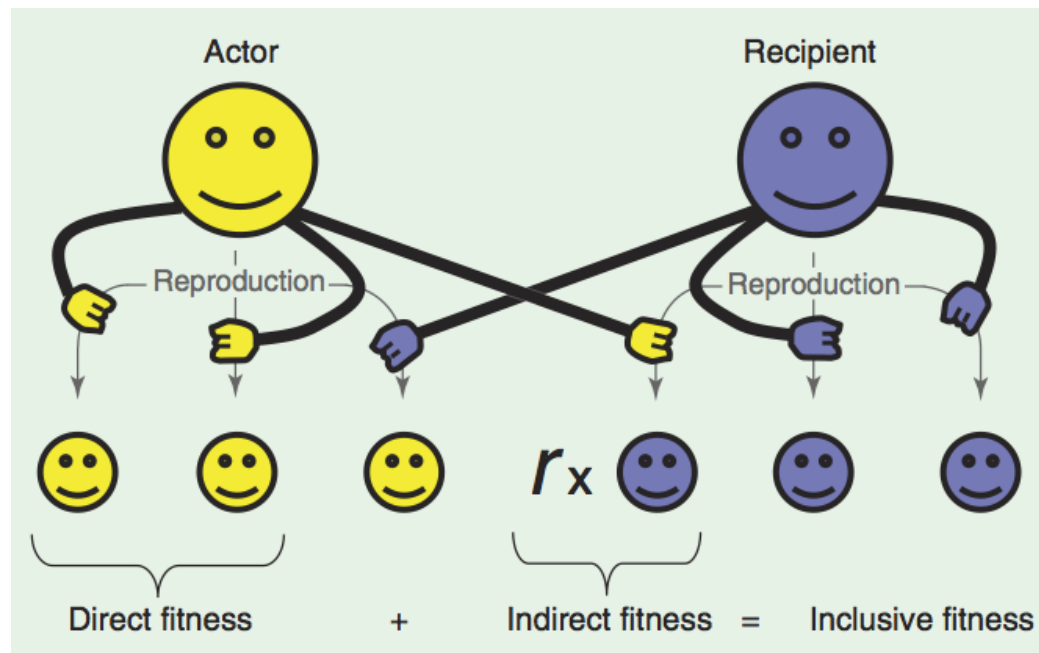 Actor
Recipient
Reproduction
Reproduction
r x
Direct fitness + Indirect fitness = Inclusive fitness